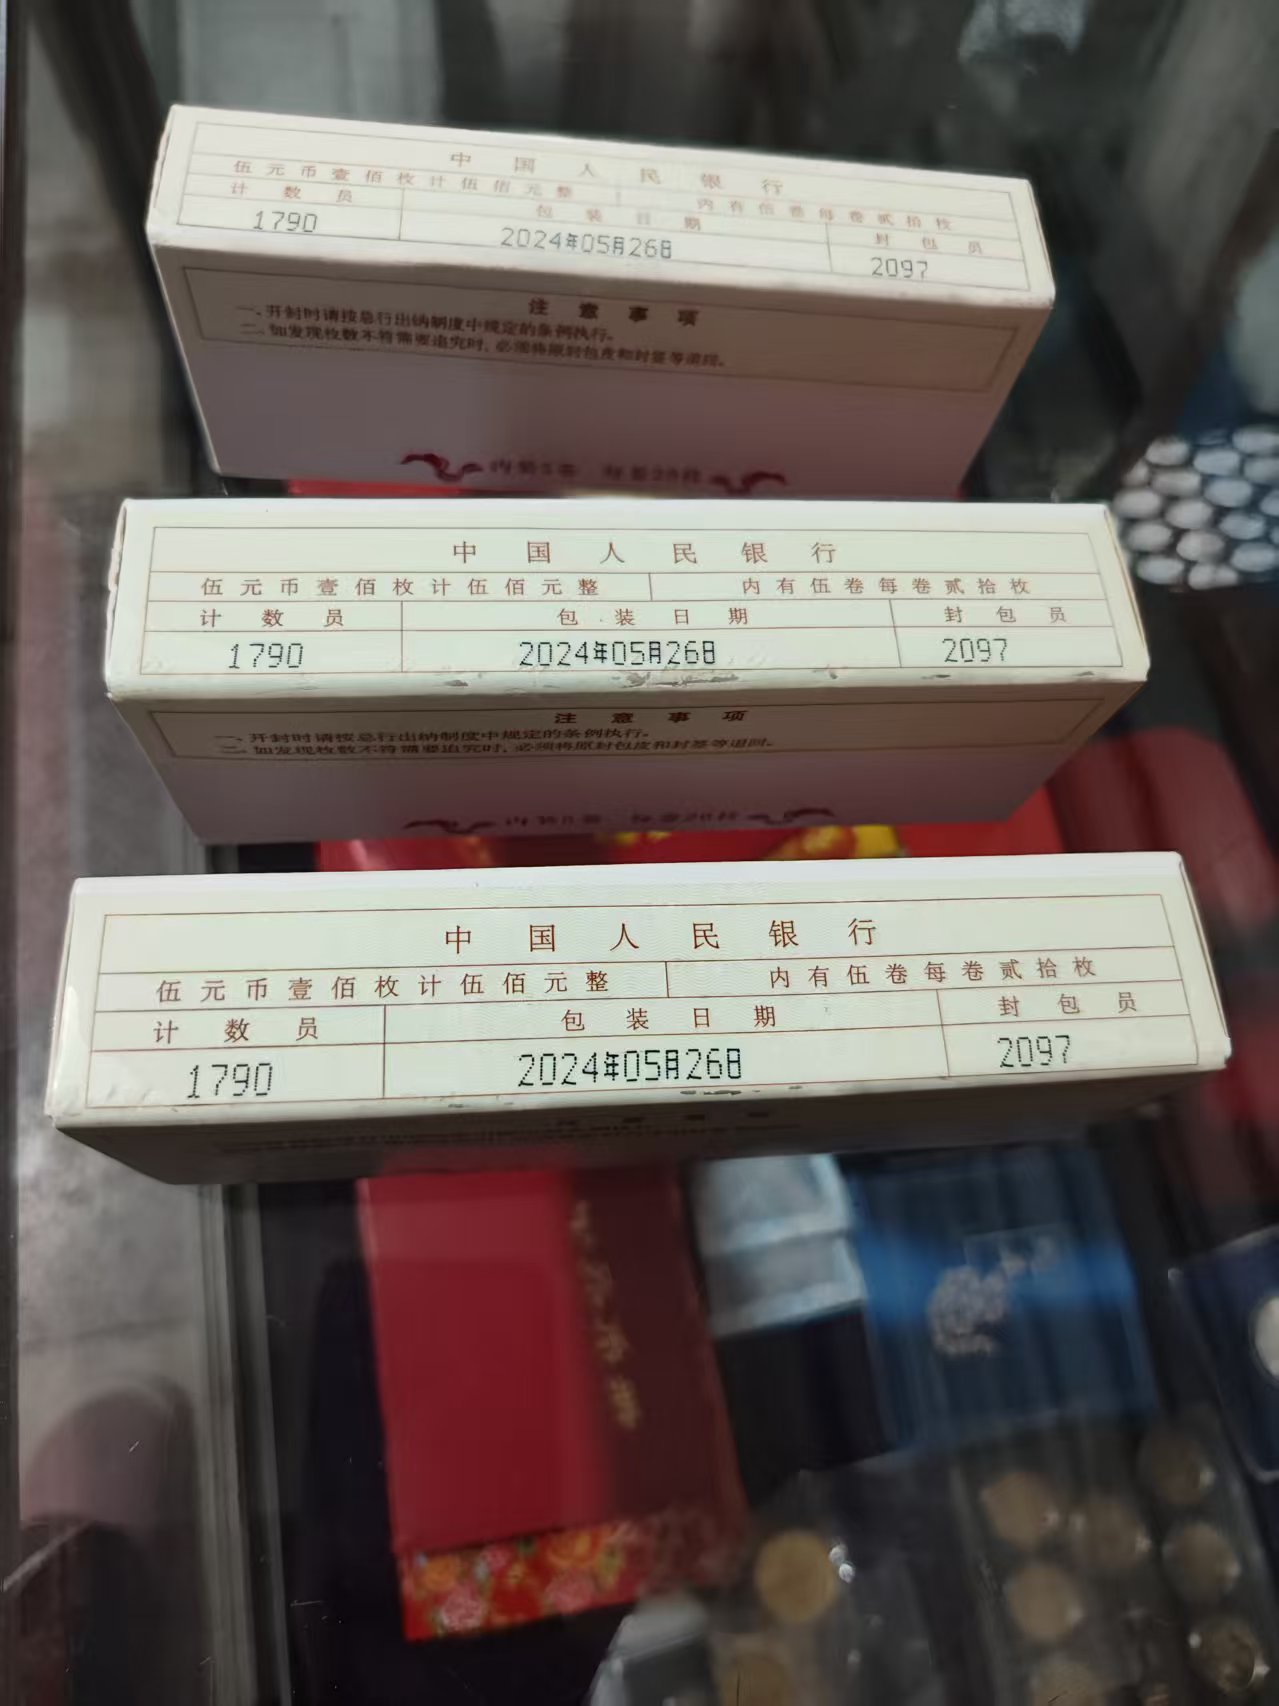 中国人民银行
伍元币壹佰枚计伍佰元整 内有伍卷每卷贰拾枚
计数员 包装日期 封包员
1790 2024年05月26日 2097
注意事项
一、开封时请按总行出纳制度中规定的条例执行。
二、如发现枚数不符需要追究时，必须将原封包皮和封签等退回。
内装5卷 每卷20枚
中国人民银行
伍元币壹佰枚计伍佰元整 内有伍卷每卷贰拾枚
计数员 包装日期 封包员
1790 2024年05月26日 2097
注意事项
一、开封时请按总行出纳制度中规定的条例执行。
二、如发现枚数不符需要追究时，必须将原封包皮和封签等退回。
中国人民银行
伍元币壹佰枚计伍佰元整 内有伍卷每卷贰拾枚
计数员 包装日期 封包员
1790 2024年05月26日 2097